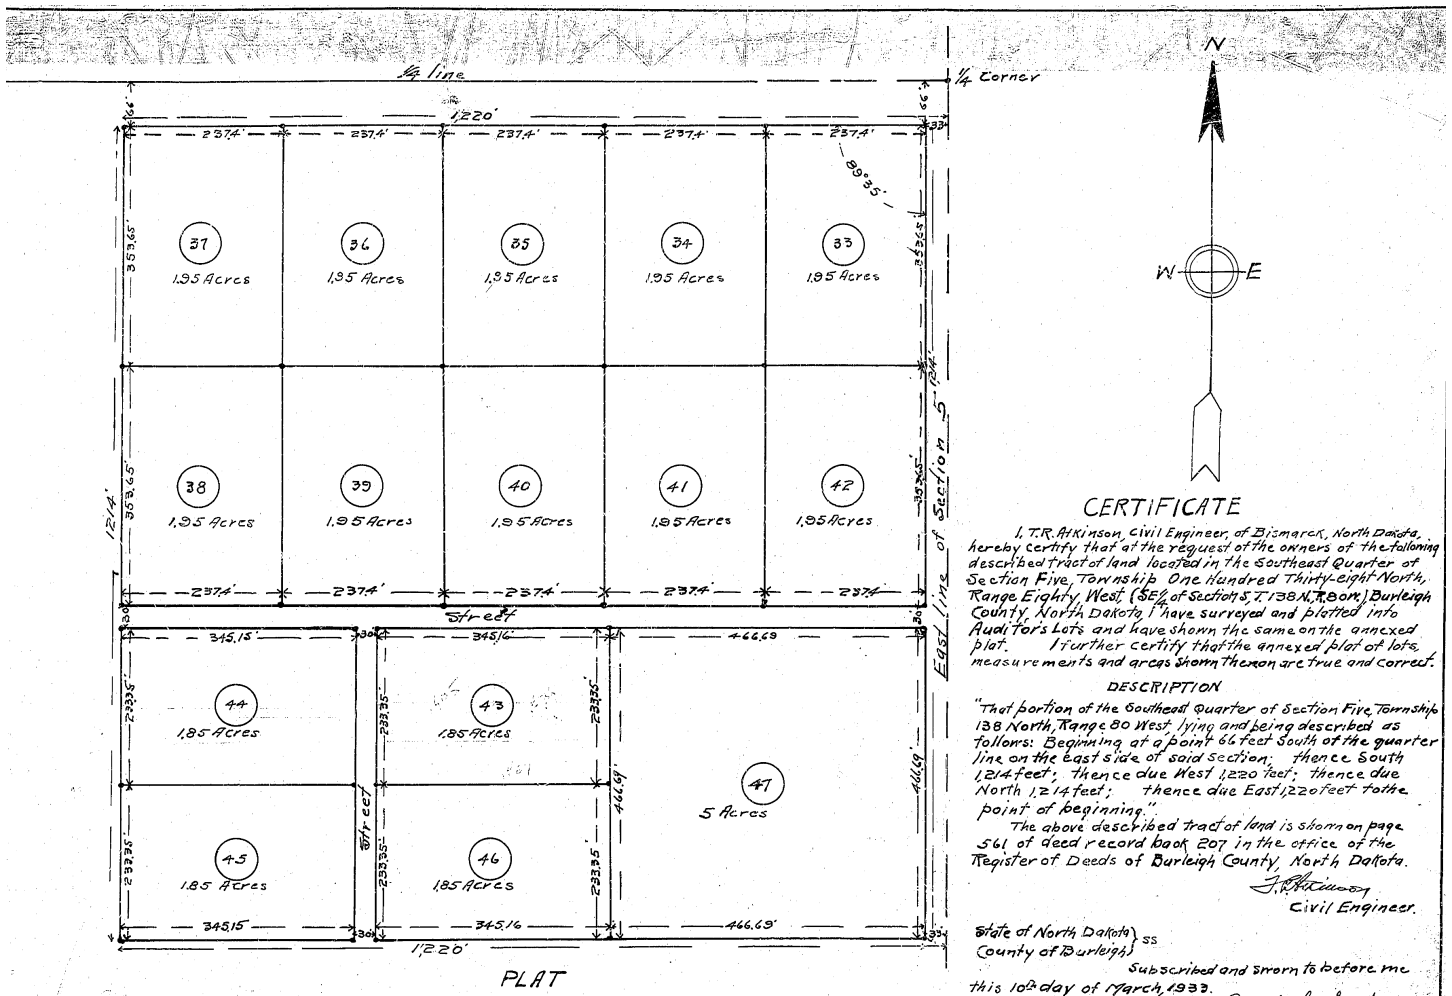 N
1/4 line
1/4 Corner
66'
66'
1,220'
33'
237.4'
237.4'
237.4'
237.4'
237.4'
89°35'
353.65'
353.65'
37
36
35
34
33
1.95 Acres
1.95 Acres
1.95 Acres
1.95 Acres
1.95 Acres
W
E
1214'
1214'
East line of Section 5
353.65'
353.65'
38
39
40
41
42
1.95 Acres
1.95 Acres
1.95 Acres
1.95 Acres
1.95 Acres
237.4'
237.4'
237.4'
237.4'
237.4'
30'
Street
30'
345.15'
30'
345.16'
466.69'
233.35'
233.35'
233.35'
44
43
1.85 Acres
1.85 Acres
466.69'
466.69'
47
5 Acres
Street
233.35'
233.35'
233.35'
45
46
1.85 Acres
1.85 Acres
345.15
30'
345.16
466.69'
33'
1,220'
PLAT
CERTIFICATE
I, T.R. Atkinson, Civil Engineer, of Bismarck, North Dakota,
hereby certify that at the request of the owners of the following
described tract of land located in the Southeast Quarter of
Section Five, Township One Hundred Thirty-eight North,
Range Eighty, West, (SE1/4 of Section 5, T.138N., R.80W.) Burleigh
County, North Dakota, I have surveyed and platted into
Auditor's Lots and have shown the same on the annexed
plat. I further certify that the annexed plat of lots,
measurements and areas shown thereon are true and correct.
DESCRIPTION
"That portion of the Southeast Quarter of Section Five, Township
138 North, Range 80 West, lying and being described as
follows: Beginning at a point 66 feet South of the quarter
line on the east side of said section; thence South
1,214 feet; thence due West 1,220 feet; thence due
North 1,214 feet; thence due East 1,220 feet to the
point of beginning."
The above described tract of land is shown on page
561 of deed record book 207 in the office of the
Register of Deeds of Burleigh County, North Dakota.
T.R. Atkinson
Civil Engineer.
State of North Dakota
County of Burleigh } SS
Subscribed and sworn to before me
this 10th day of March, 1933.